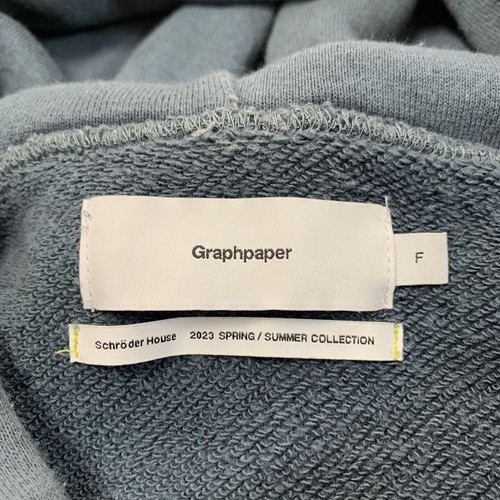 Graphpaper
F
Schröder House 2023 SPRING / SUMMER COLLECTION